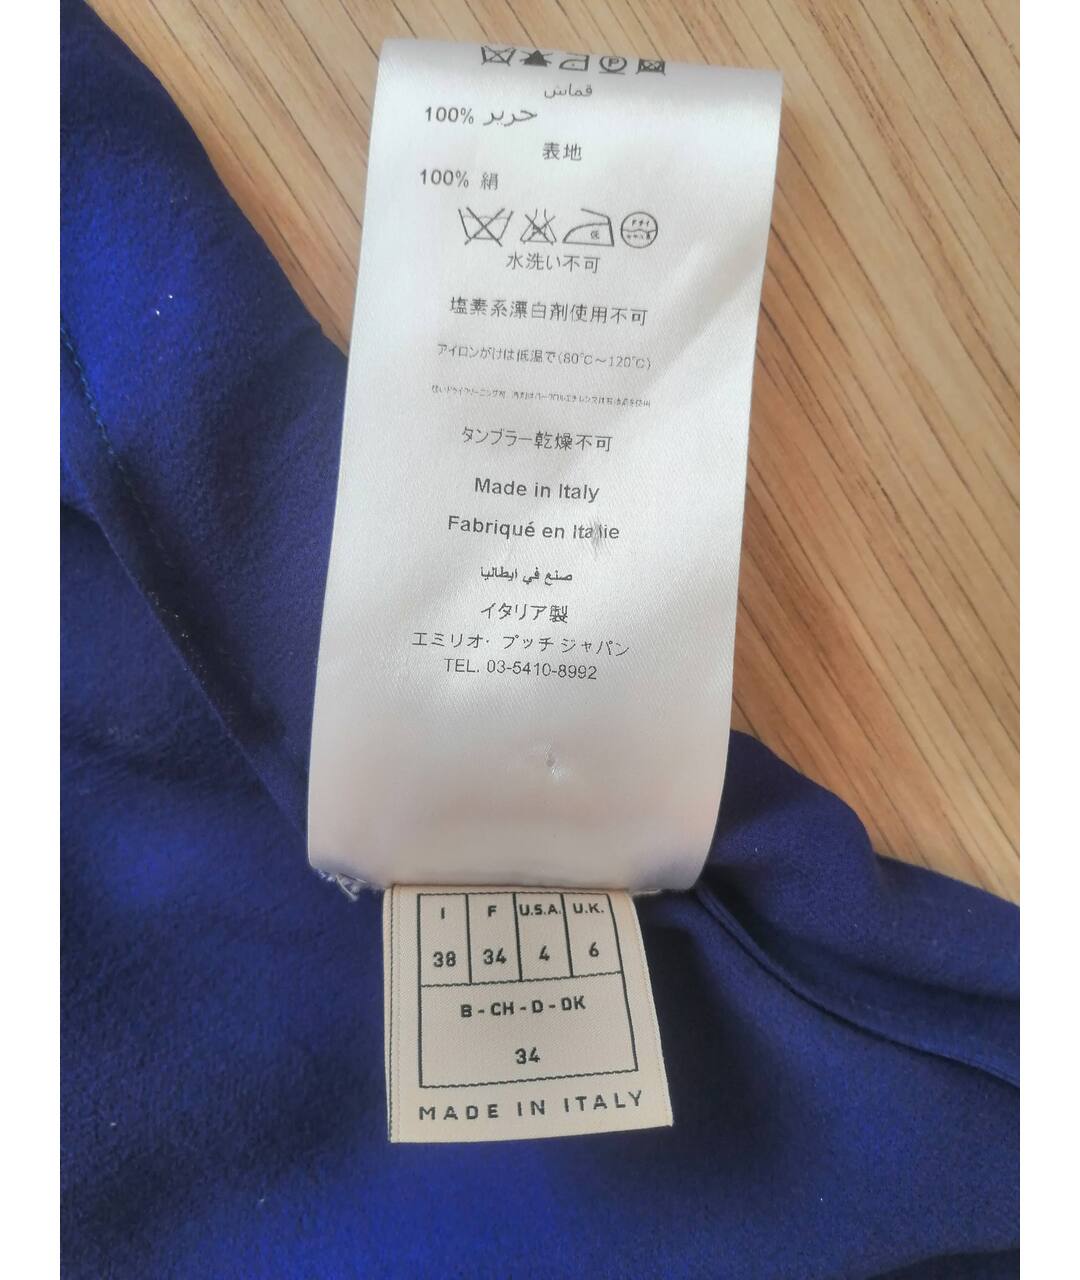 قماش
100% حرير
表地
100% 絹
低
ドライ
水洗い不可
塩素系漂白剤使用不可
アイロンがけは低温で(80℃～120℃)
タンブラー乾燥不可
Made in Italy
Fabriqué en Italie
صنع في ايطاليا
イタリア製
エミリオ・プッチ ジャパン
TEL. 03-5410-8992
I F U.S.A. U.K.
38 34 4 6
B - CH - D - DK
34
MADE IN ITALY